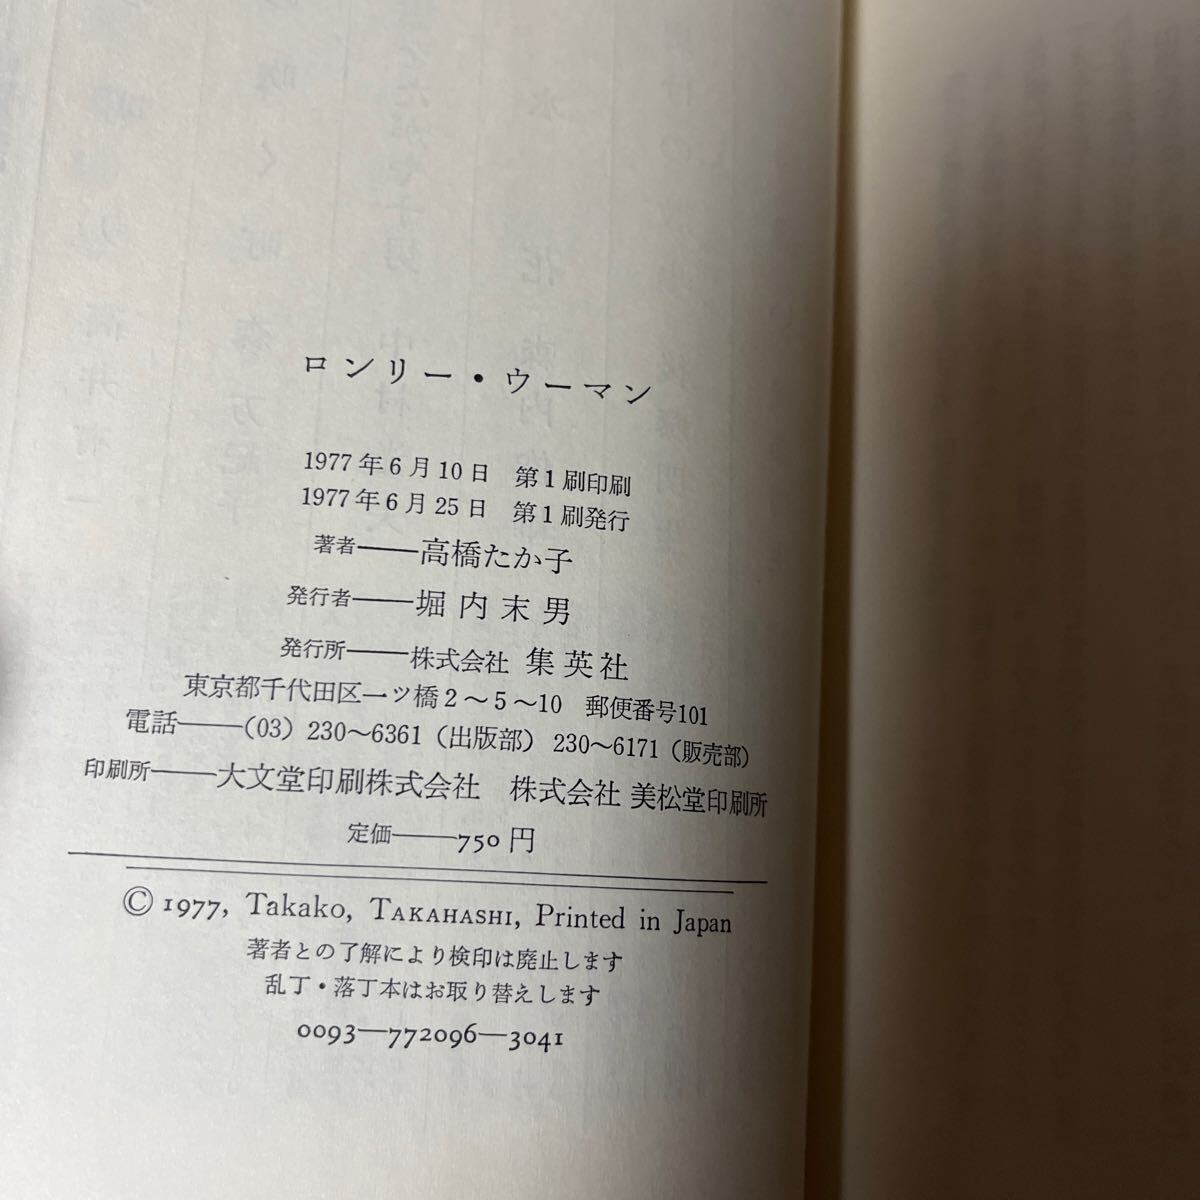 ロンリー・ウーマン
1977年6月10日　第1刷印刷
1977年6月25日　第1刷発行
著者――高橋たか子
発行者――堀内末男
発行所――株式会社 集英社
東京都千代田区一ツ橋2〜5〜10　郵便番号101
電話――(03) 230〜6361（出版部）230〜6171（販売部）
印刷所――大文堂印刷株式会社　株式会社 美松堂印刷所
定価――750円
© 1977, Takako, TAKAHASHI, Printed in Japan
著者との了解により検印は廃止します
乱丁・落丁本はお取り替えします
0093―772096―3041